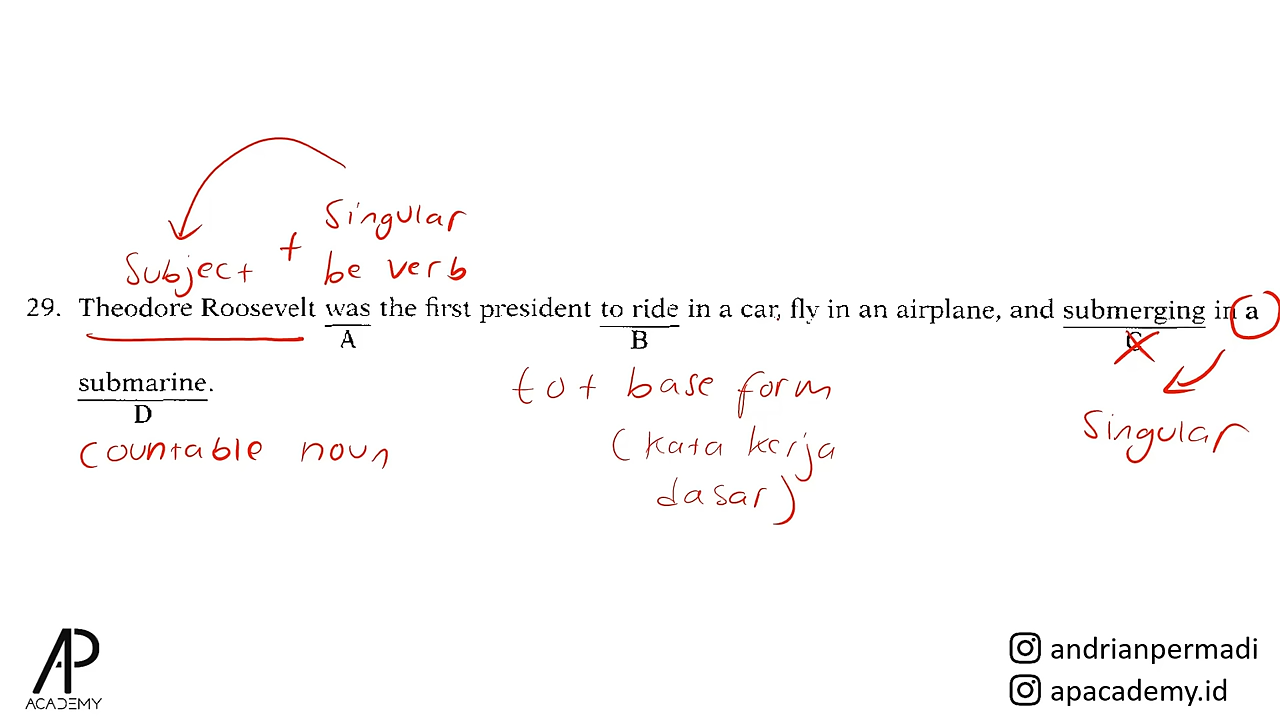 Singular
Subject + be verb
29. Theodore Roosevelt was the first president to ride in a car, fly in an airplane, and submerging in a
A B C
submarine.
D
to + base form
countable noun
(kata kerja
dasar)
Singular
AP
ACADEMY
andrianpermadi
apacademy.id